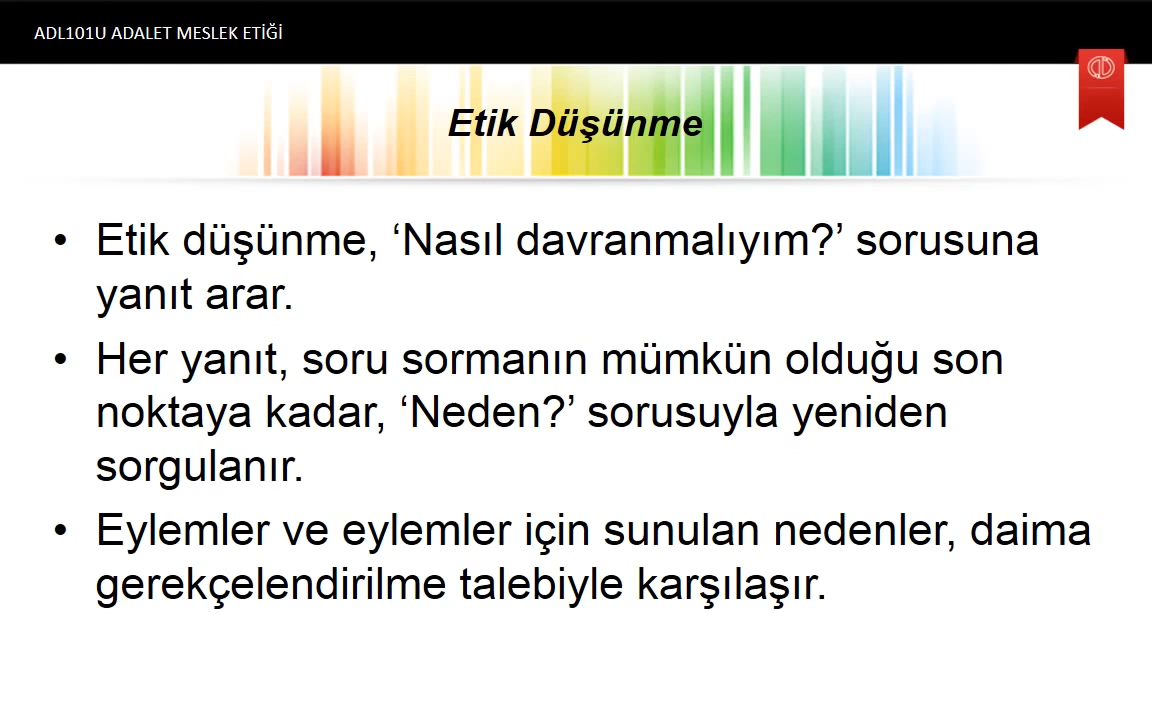 ADL101U ADALET MESLEK ETİĞİ
Etik Düşünme
• Etik düşünme, ‘Nasıl davranmalıyım?’ sorusuna
yanıt arar.
• Her yanıt, soru sormanın mümkün olduğu son
noktaya kadar, ‘Neden?’ sorusuyla yeniden
sorgulanır.
• Eylemler ve eylemler için sunulan nedenler, daima
gerekçelendirilme talebiyle karşılaşır.